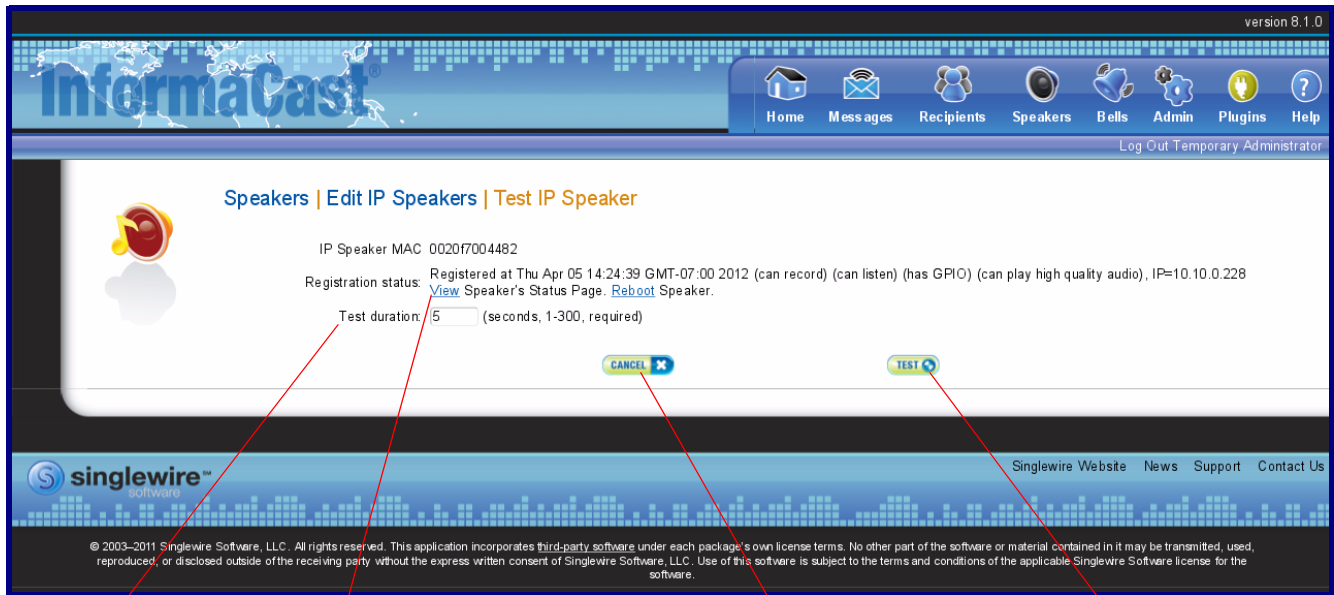 version 8.1.0
InformaCast®
Home Messages Recipients Speakers Bells Admin Plugins Help
Log Out Temporary Administrator
Speakers | Edit IP Speakers | Test IP Speaker
IP Speaker MAC 0020f7004482
Registration status: Registered at Thu Apr 05 14:24:39 GMT-07:00 2012 (can record) (can listen) (has GPIO) (can play high quality audio), IP=10.10.0.228
View Speaker's Status Page. Reboot Speaker.
Test duration: 5 (seconds, 1-300, required)
CANCEL X TEST
Singlewire Website News Support Contact Us
S singlewire℠
software
© 2003–2011 Singlewire Software, LLC. All rights reserved. This application incorporates third-party software under each package's own license terms. No other part of the software or material contained in it may be transmitted, used,
reproduced, or disclosed outside of the receiving party without the express written consent of Singlewire Software, LLC. Use of this software is subject to the terms and conditions of the applicable Singlewire Software license for the
software.